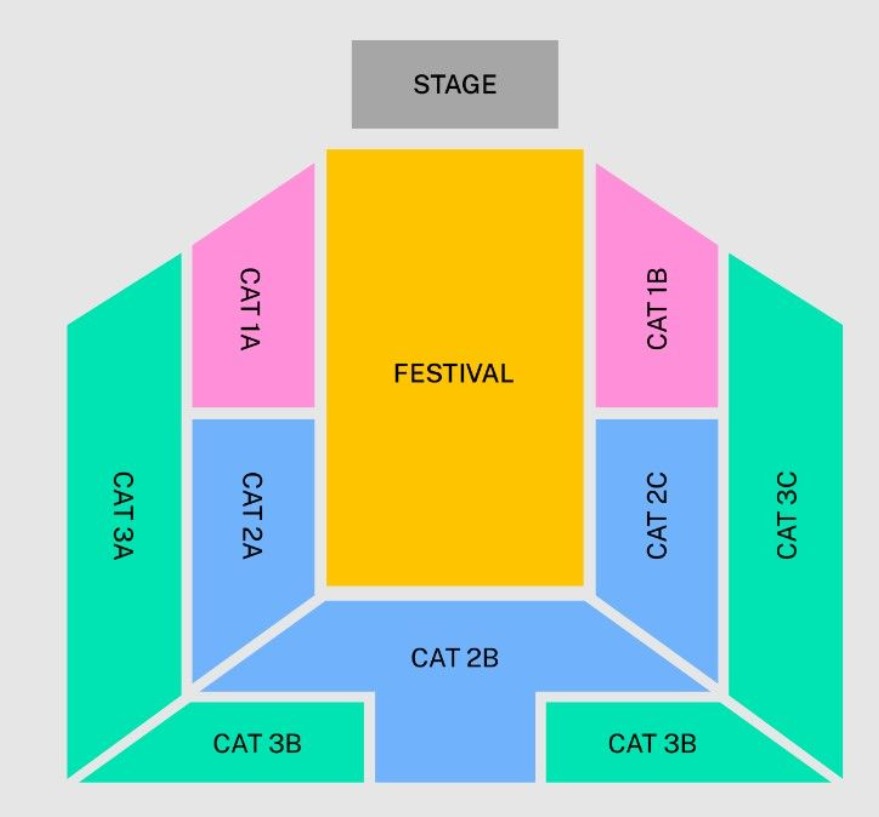 STAGE
CAT 1A
CAT 1B
FESTIVAL
CAT 3A
CAT 2A
CAT 2C
CAT 3C
CAT 2B
CAT 3B
CAT 3B